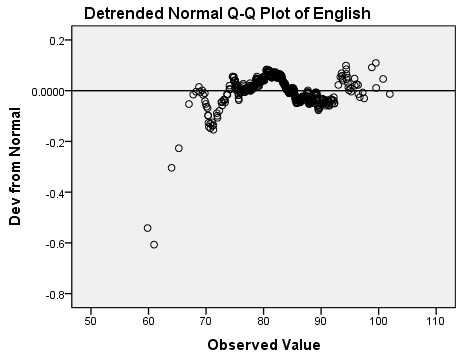 Detrended Normal Q-Q Plot of English
0.2
0.0000
-0.2
-0.4
-0.6
-0.8
Dev from Normal
50 60 70 80 90 100 110
Observed Value